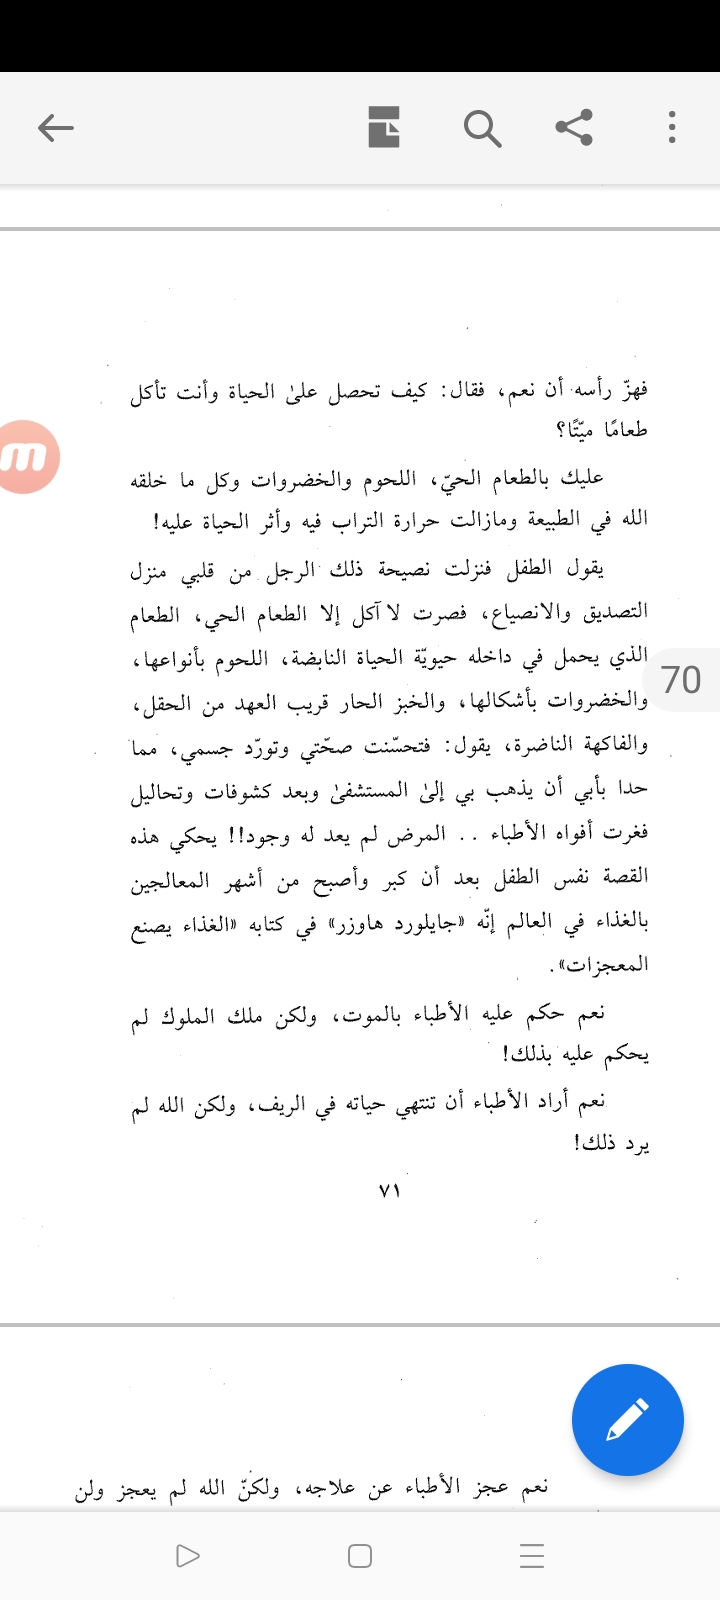 فهزّ رأسه أن نعم، فقال: كيف تحصل علىٰ الحياة وأنت تأكل
طعامًا ميّتًا؟
عليك بالطعام الحيّ، اللحوم والخضروات وكل ما خلقه
الله في الطبيعة ومازالت حرارة التراب فيه وأثر الحياة عليه!
يقول الطفل فنزلت نصيحة ذلك الرجل من قلبي منزل
التصديق والانصياع، فصرت لا آكل إلا الطعام الحي، الطعام
الذي يحمل في داخله حيويّة الحياة النابضة، اللحوم بأنواعها،
70
والخضروات بأشكالها، والخبز الحار قريب العهد من الحقل،
والفاكهة الناضرة، يقول: فتحسّنت صحّتي وتورّد جسمي، مما
حدا بأبي أن يذهب بي إلىٰ المستشفىٰ وبعد كشوفات وتحاليل
فغرت أفواه الأطباء .. المرض لم يعد له وجود!! يحكي هذه
القصة نفس الطفل بعد أن كبر وأصبح من أشهر المعالجين
بالغذاء في العالم إنّه «جايلورد هاوزر» في كتابه «الغذاء يصنع
المعجزات».
نعم حكم عليه الأطباء بالموت، ولكن ملك الملوك لم
يحكم عليه بذلك!
نعم أراد الأطباء أن تنتهي حياته في الريف، ولكن الله لم
يرد ذلك!
٧١
نعم عجز الأطباء عن علاجه، ولكنّ الله لم يعجز ولن